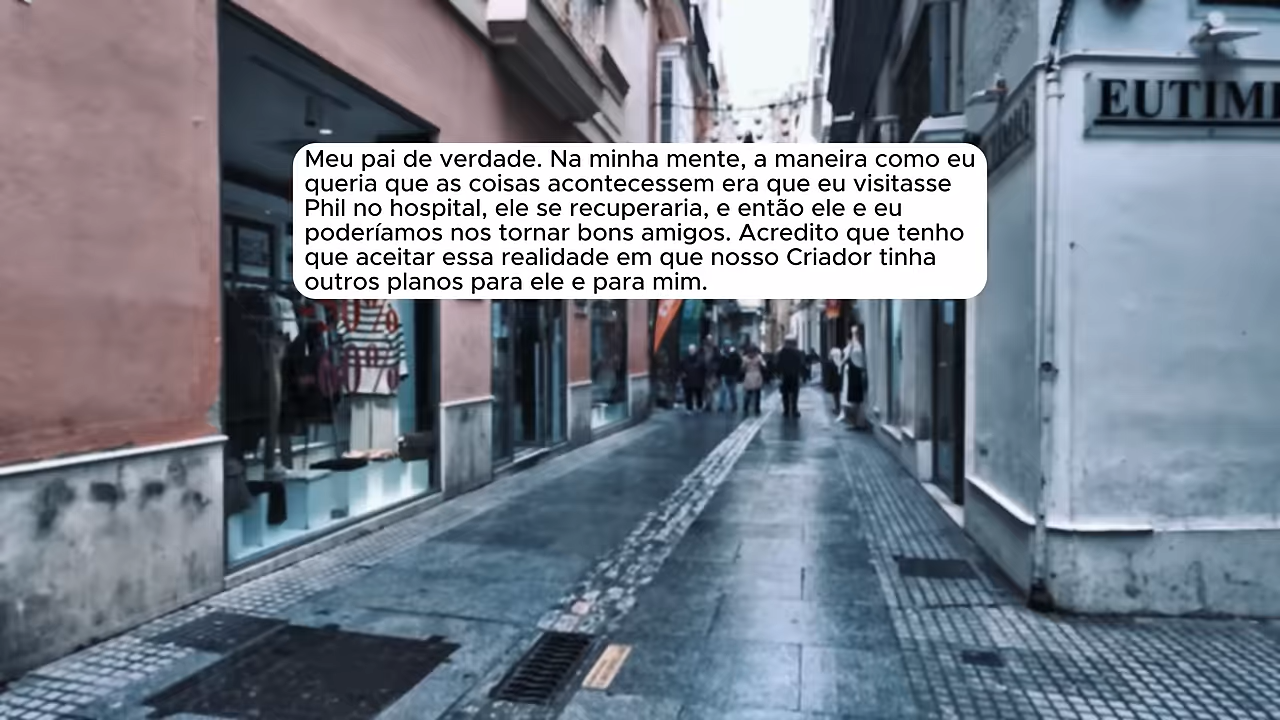 Meu pai de verdade. Na minha mente, a maneira como eu
queria que as coisas acontecessem era que eu visitasse
Phil no hospital, ele se recuperaria, e então ele e eu
poderíamos nos tornar bons amigos. Acredito que tenho
que aceitar essa realidade em que nosso Criador tinha
outros planos para ele e para mim.
EUTIM